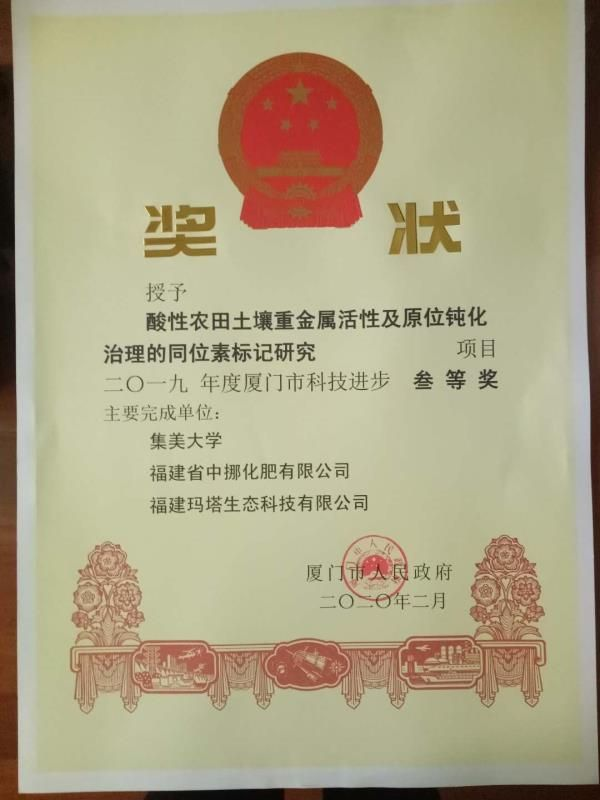 奖 状
授予
酸性农田土壤重金属活性及原位钝化
治理的同位素标记研究 项目
二〇一九 年度厦门市科技进步 叁等奖
主要完成单位：
集美大学
福建省中挪化肥有限公司
福建玛塔生态科技有限公司
厦门市人民政府
二〇二〇年二月